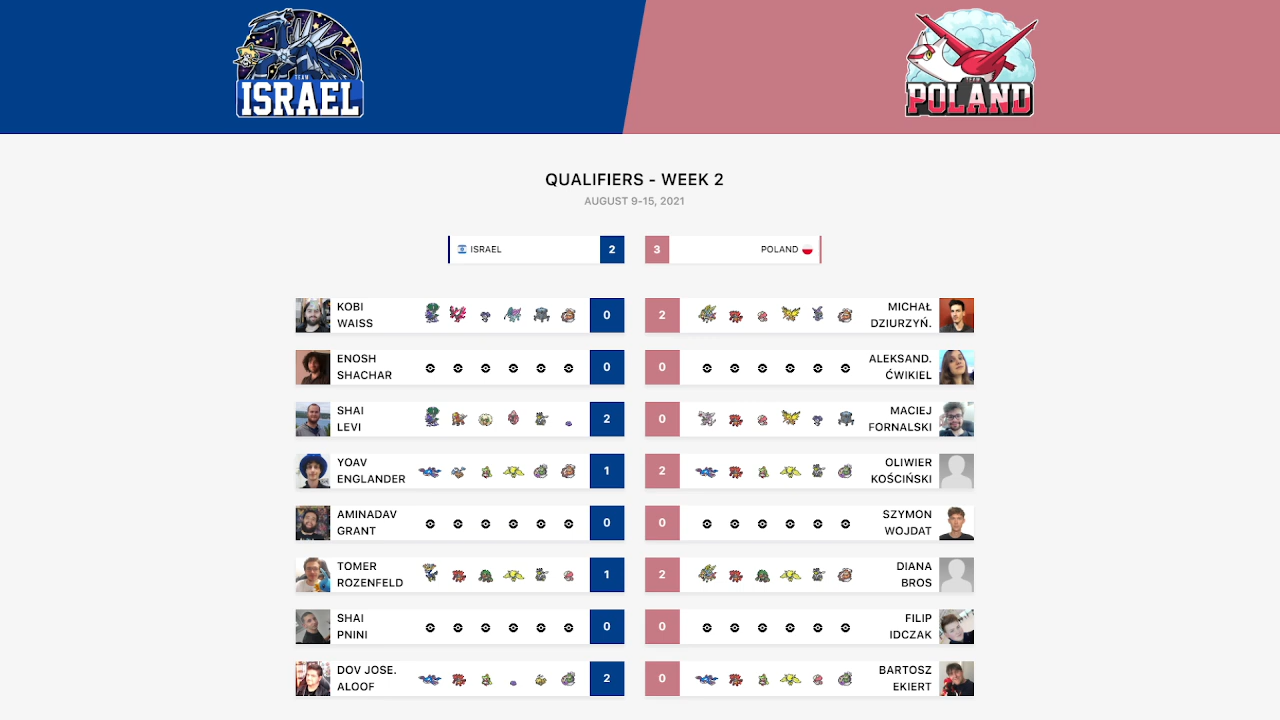 TEAM
ISRAEL
TEAM
POLAND
QUALIFIERS - WEEK 2
AUGUST 9-15, 2021
ISRAEL 2 3 POLAND
KOBI
WAISS
0 2
MICHAŁ
DZIURZYŃ.
ENOSH
SHACHAR
0 0
ALEKSAND.
ĆWIKIEL
SHAI
LEVI
2 0
MACIEJ
FORNALSKI
YOAV
ENGLANDER
1 2
OLIWIER
KOŚCIŃSKI
AMINADAV
GRANT
0 0
SZYMON
WOJDAT
TOMER
ROZENFELD
1 2
DIANA
BROS
SHAI
PNINI
0 0
FILIP
IDCZAK
DOV JOSE.
ALOOF
2 0
BARTOSZ
EKIERT